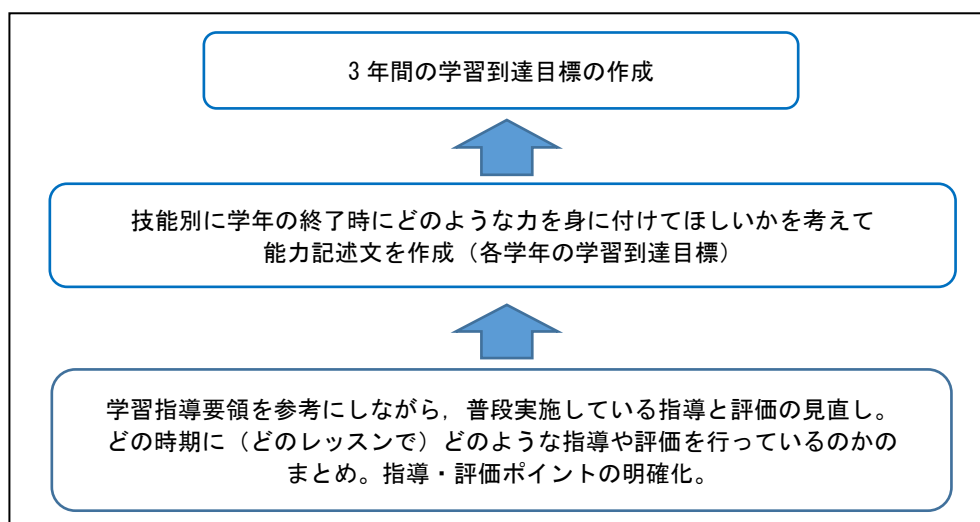 3年間の学習到達目標の作成
技能別に学年の終了時にどのような力を身に付けてほしいかを考えて
能力記述文を作成（各学年の学習到達目標）
学習指導要領を参考にしながら，普段実施している指導と評価の見直し。
どの時期に（どのレッスンで）どのような指導や評価を行っているのかの
まとめ。指導・評価ポイントの明確化。